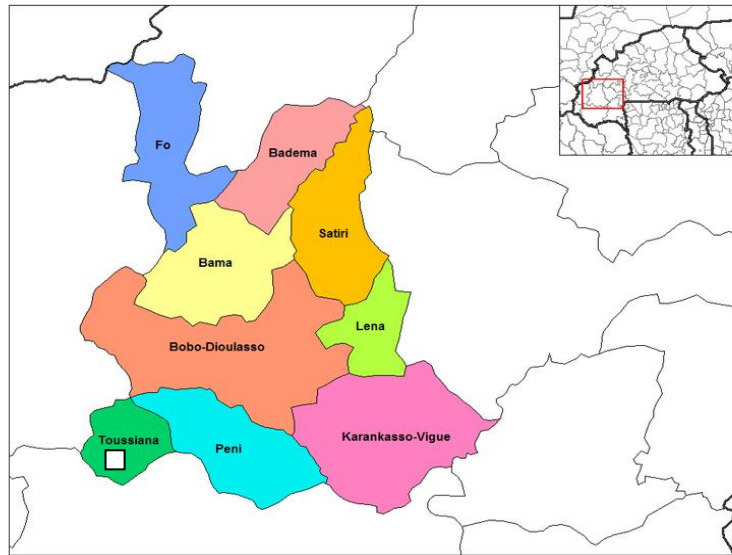 Fo
Badema
Satiri
Bama
Lena
Bobo-Dioulasso
Toussiana
Peni
Karankasso-Vigue